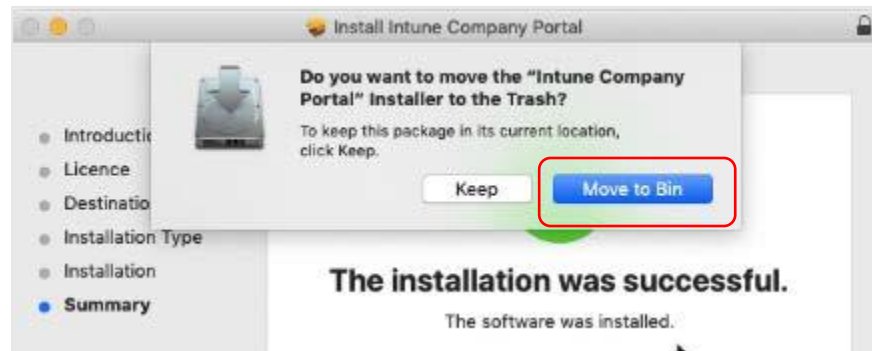 Install Intune Company Portal
Do you want to move the “Intune Company
Portal” Installer to the Trash?
To keep this package in its current location,
click Keep.
Keep
Move to Bin
Licence
Installation Type
Installation
Summary
The installation was successful.
The software was installed.